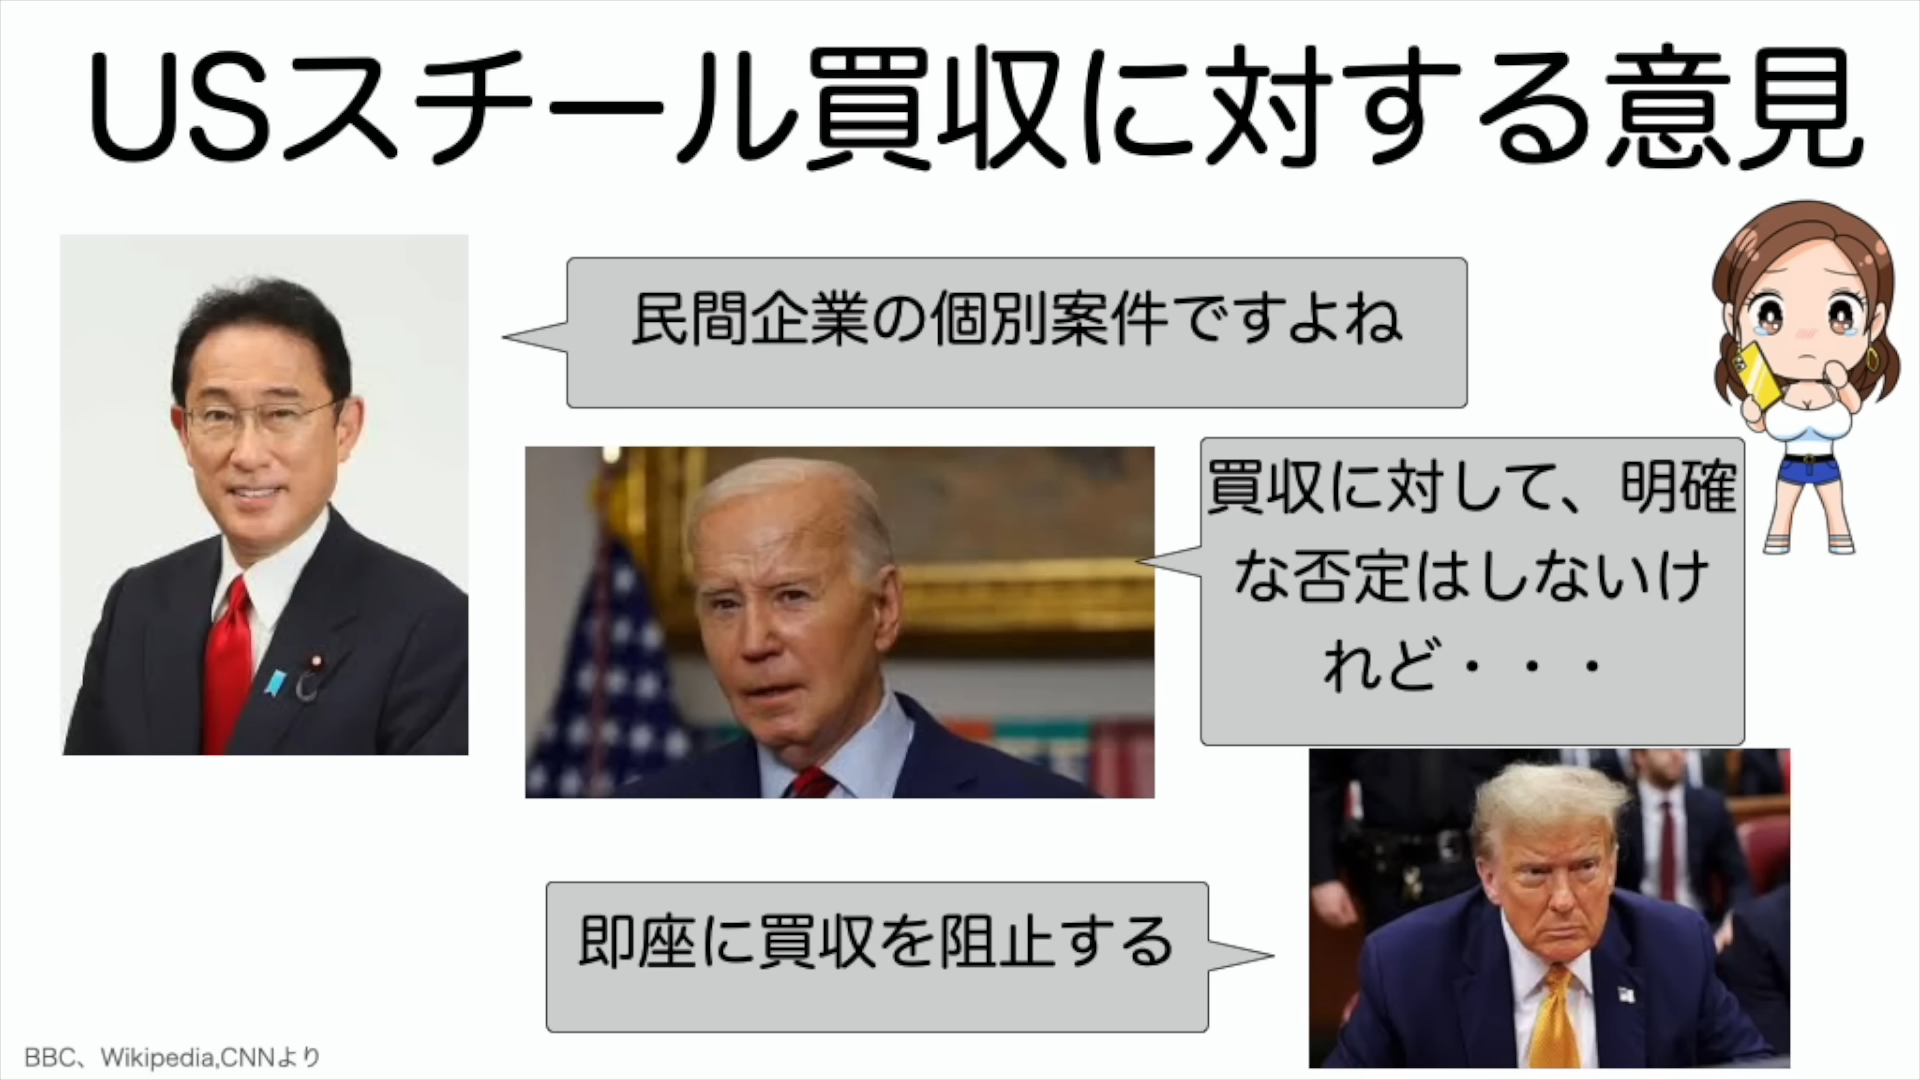 USスチール買収に対する意見
民間企業の個別案件ですよね
買収に対して、明確
な否定はしないけ
れど・・・
即座に買収を阻止する
BBC、Wikipedia,CNNより